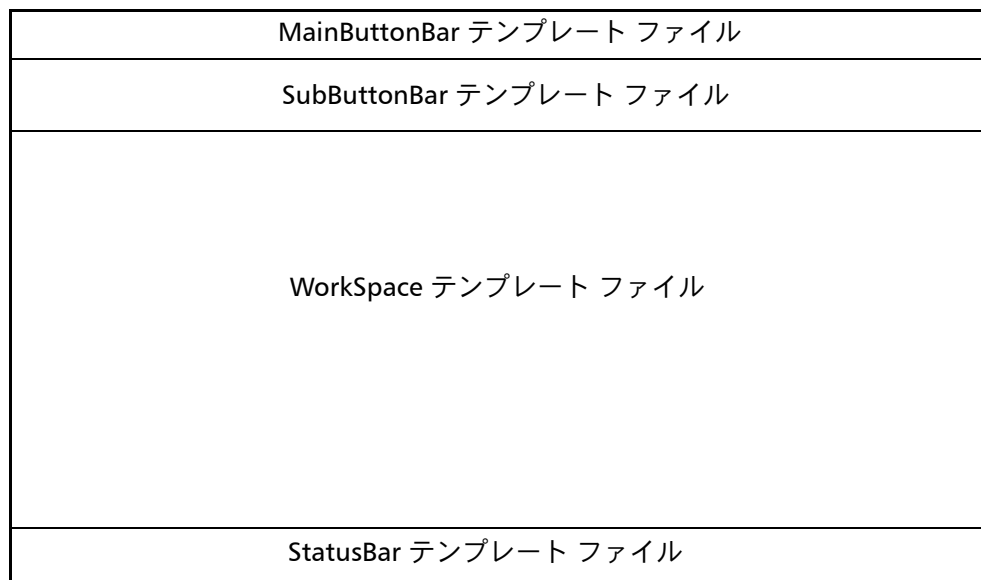 MainButtonBar テンプレート ファイル
SubButtonBar テンプレート ファイル
WorkSpace テンプレート ファイル
StatusBar テンプレート ファイル